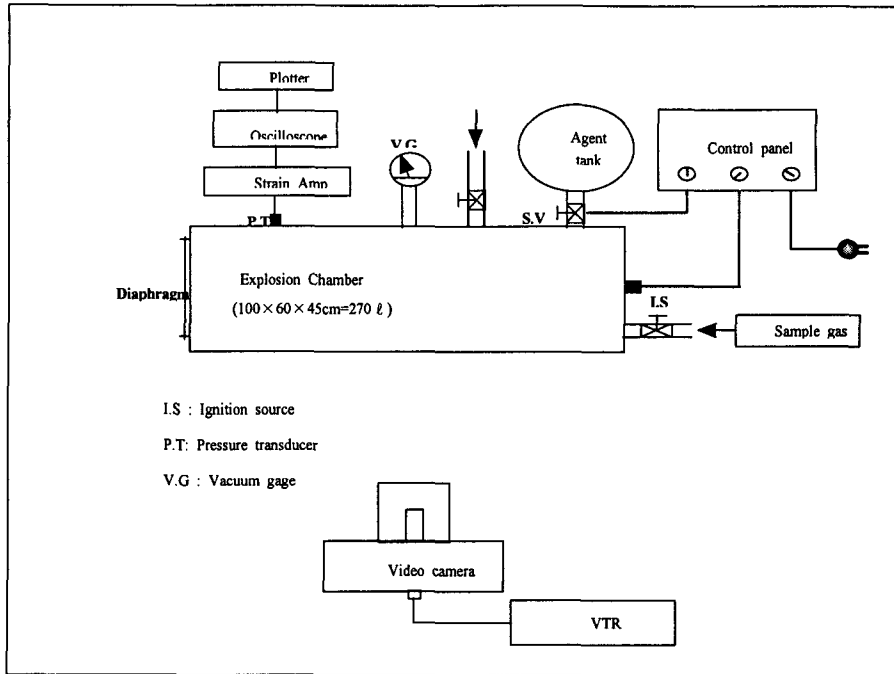 Plotter
Oscilloscope
Strain Amp
V.G
Agent
tank
Control panel
P.T
S.V
Explosion Chamber
(100×60×45cm=270 ℓ)
Diaphragm
I.S
Sample gas
I.S : Ignition source
P.T: Pressure transducer
V.G : Vacuum gage
Video camera
VTR